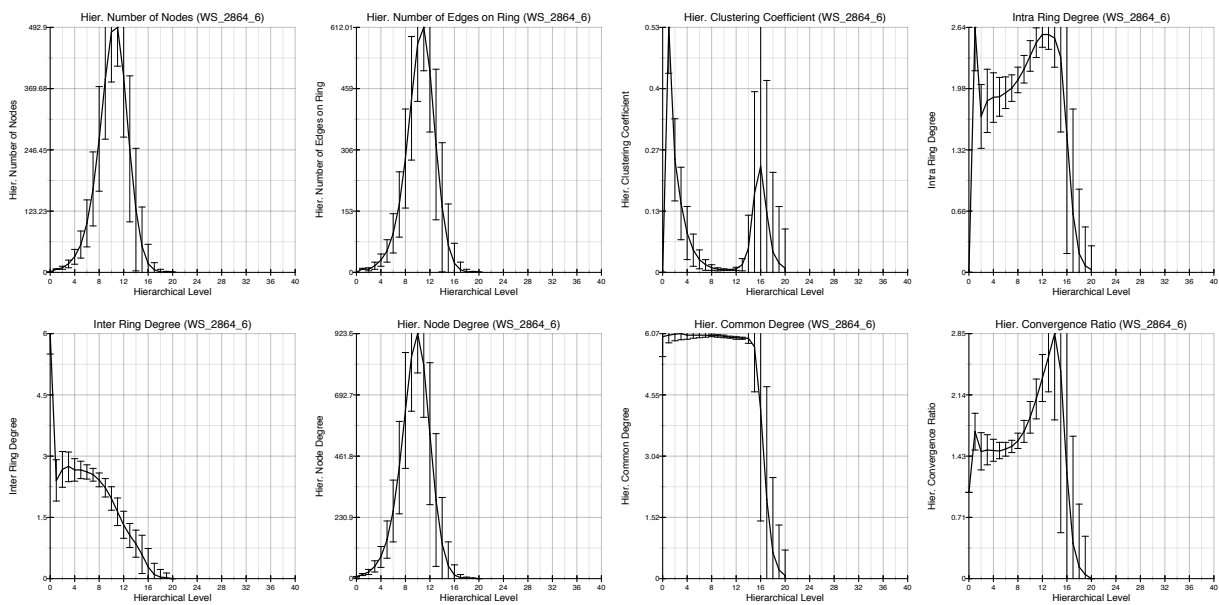 Hier. Number of Nodes (WS_2864_6)
492.9
369.68
246.45
123.23
0
0 4 8 12 16 20 24 28 32 36 40
Hierarchical Level
Hier. Number of Nodes
Hier. Number of Edges on Ring (WS_2864_6)
612.01
459
306
153
0
0 4 8 12 16 20 24 28 32 36 40
Hierarchical Level
Hier. Number of Edges on Ring
Hier. Clustering Coefficient (WS_2864_6)
0.53
0.4
0.27
0.13
0
0 4 8 12 16 20 24 28 32 36 40
Hierarchical Level
Hier. Clustering Coefficient
Intra Ring Degree (WS_2864_6)
2.64
1.98
1.32
0.66
0
0 4 8 12 16 20 24 28 32 36 40
Hierarchical Level
Intra Ring Degree
Inter Ring Degree (WS_2864_6)
6
4.5
3
1.5
0
0 4 8 12 16 20 24 28 32 36 40
Hierarchical Level
Inter Ring Degree
Hier. Node Degree (WS_2864_6)
923.6
692.7
461.8
230.9
0
0 4 8 12 16 20 24 28 32 36 40
Hierarchical Level
Hier. Node Degree
Hier. Common Degree (WS_2864_6)
6.07
4.55
3.04
1.52
0
0 4 8 12 16 20 24 28 32 36 40
Hierarchical Level
Hier. Common Degree
Hier. Convergence Ratio (WS_2864_6)
2.85
2.14
1.43
0.71
0
0 4 8 12 16 20 24 28 32 36 40
Hierarchical Level
Hier. Convergence Ratio